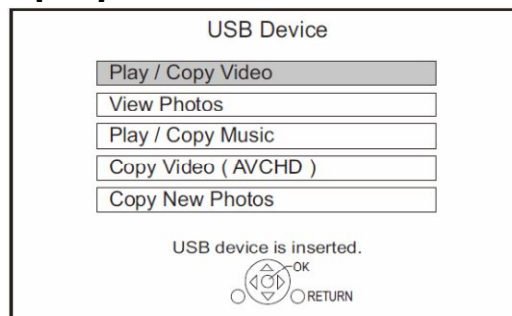 USB Device
Play / Copy Video
View Photos
Play / Copy Music
Copy Video ( AVCHD )
Copy New Photos
USB device is inserted.
OK
RETURN